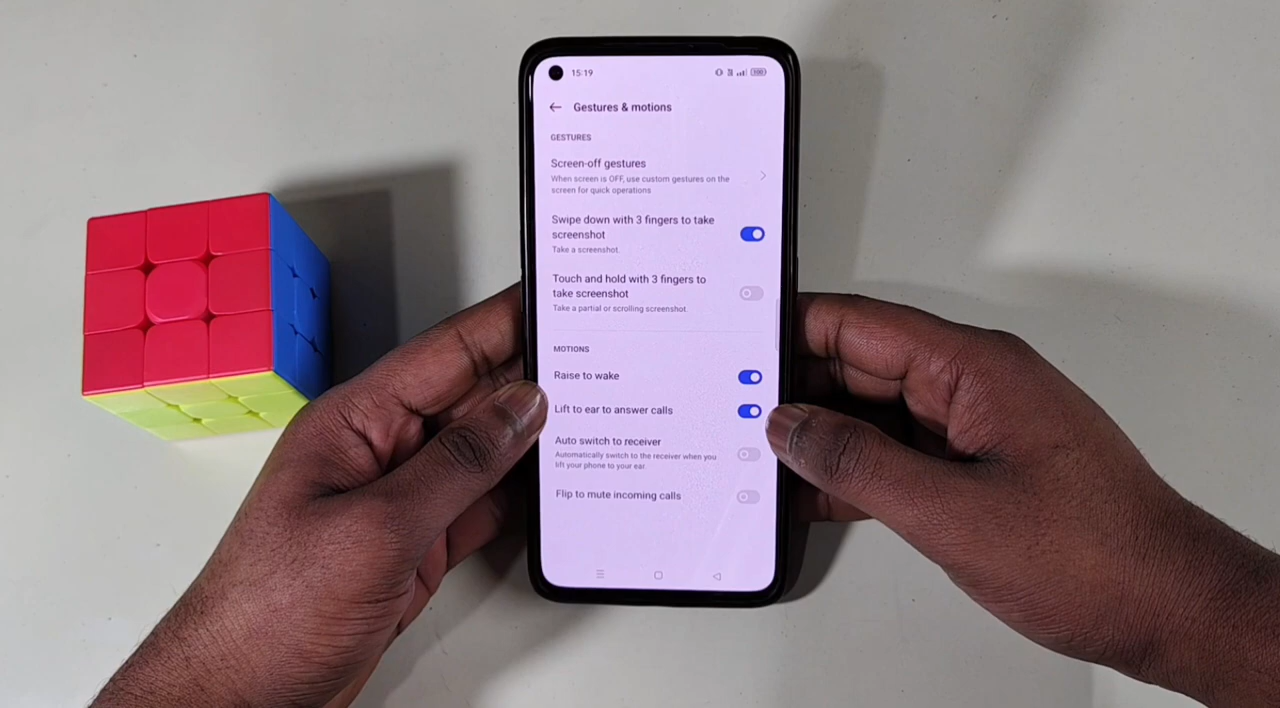 15:19
Gestures & motions
GESTURES
Screen-off gestures
When screen is OFF, use custom gestures on the
screen for quick operations
Swipe down with 3 fingers to take
screenshot
Take a screenshot.
Touch and hold with 3 fingers to
take screenshot
Take a partial or scrolling screenshot.
MOTIONS
Raise to wake
Lift to ear to answer calls
Auto switch to receiver
Automatically switch to the receiver when you
lift your phone to your ear.
Flip to mute incoming calls